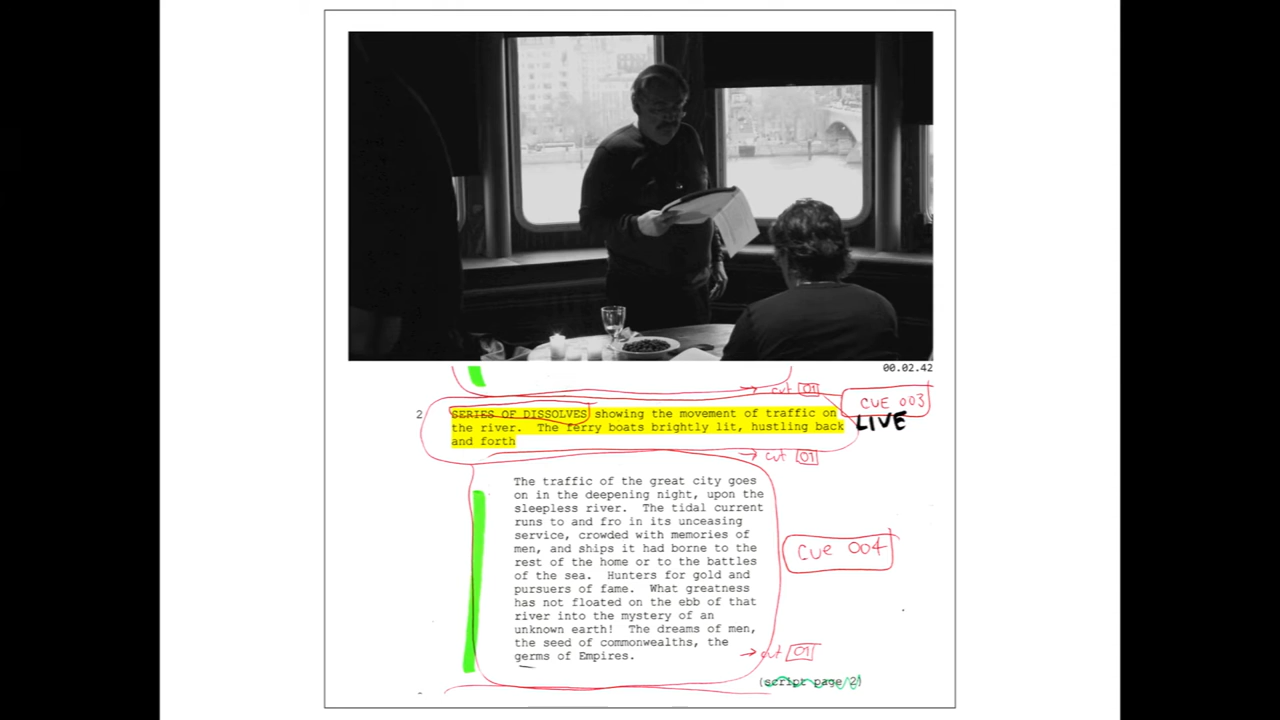 00.02.42
→ cut 01
CUE 003
2 SERIES OF DISSOLVES showing the movement of traffic on
LIVE
the river. The ferry boats brightly lit, hustling back
and forth
→ cut 01
The traffic of the great city goes
on in the deepening night, upon the
sleepless river. The tidal current
runs to and fro in its unceasing
service, crowded with memories of
men, and ships it had borne to the
rest of the home or to the battles
CUE 004
of the sea. Hunters for gold and
pursuers of fame. What greatness
has not floated on the ebb of that
river into the mystery of an
unknown earth! The dreams of men,
the seed of commonwealths, the
→ cut 01
germs of Empires.
(script page 2)